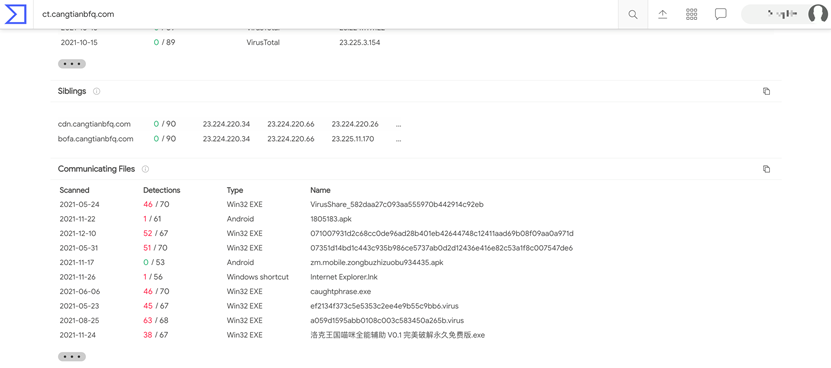 ct.cangtianbfq.com
2021-10-15 0 / 89 VirusTotal 23.225.3.154
Siblings
cdn.cangtianbfq.com 0 / 90 23.224.220.34 23.224.220.66 23.224.220.26 ...
bofa.cangtianbfq.com 0 / 90 23.224.220.34 23.224.220.66 23.225.11.170 ...
Communicating Files
Scanned Detections Type Name
2021-05-24 46 / 70 Win32 EXE VirusShare_582daa27c093aa555970b442914c92eb
2021-11-22 1 / 61 Android 1805183.apk
2021-12-10 52 / 67 Win32 EXE 071007931d2c68cc0de96ad28b401eb42644748c12411aad69b08f09aa0a971d
2021-05-31 51 / 70 Win32 EXE 07351d14bd1c443c935b986ce5737ab0d2d12436e416e82c53a1f8c007547de6
2021-11-17 0 / 53 Android zm.mobile.zongbuzhizuobu934435.apk
2021-11-26 1 / 56 Windows shortcut Internet Explorer.lnk
2021-06-06 46 / 70 Win32 EXE caughtphrase.exe
2021-05-23 45 / 67 Win32 EXE ef2134f373c5e5353c2ee4e9b55c9bb6.virus
2021-08-25 63 / 68 Win32 EXE a059d1595abb0108c003c583450a265b.virus
2021-11-24 38 / 67 Win32 EXE 洛克王国喵咪全能辅助 V0.1 完美破解永久免费版.exe